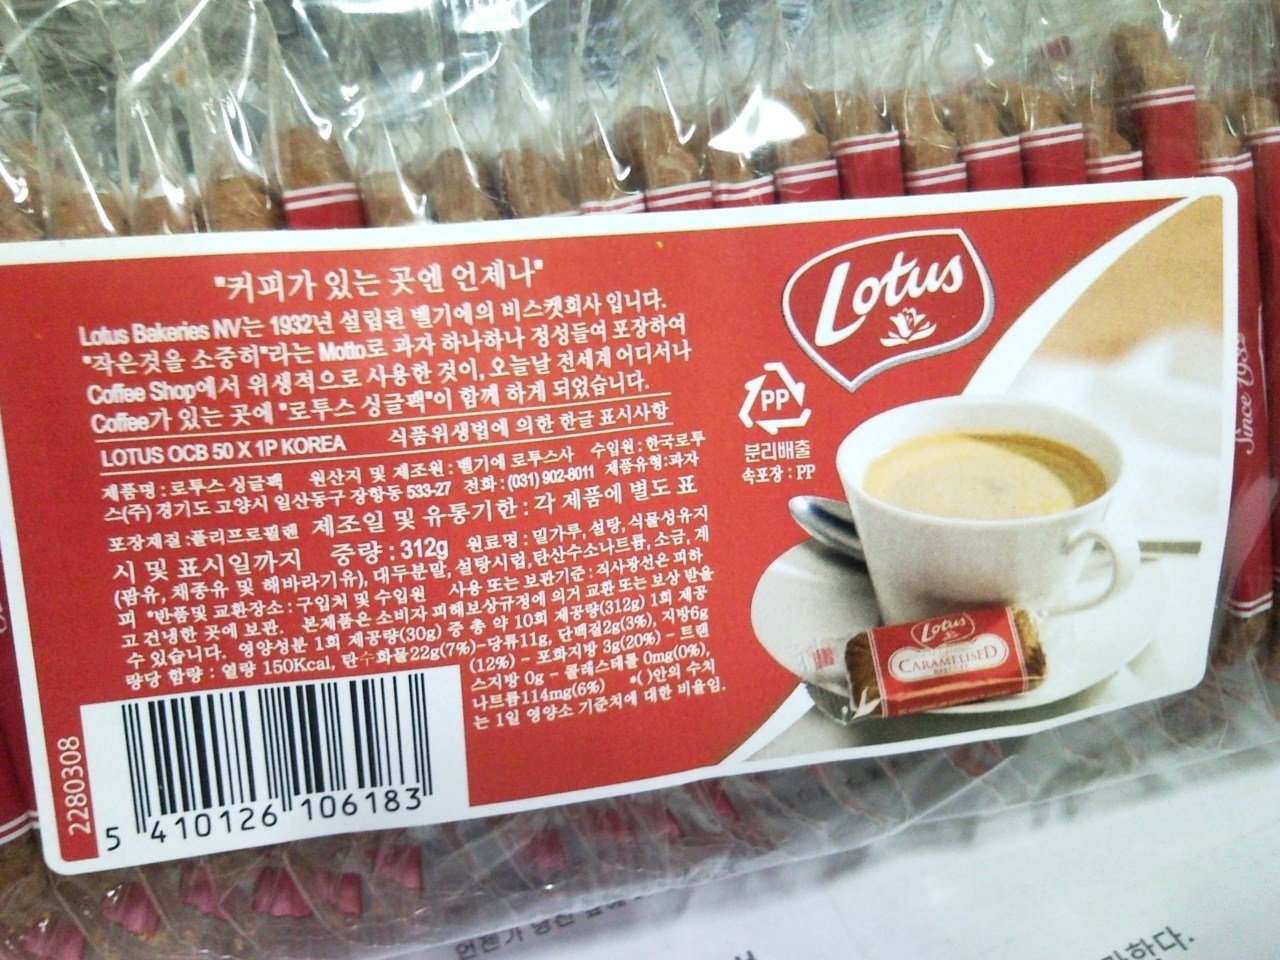 "커피가 있는 곳엔 언제나"
Lotus Bakeries NV는 1932년 설립된 벨기에의 비스켓회사 입니다.
"작은것을 소중히"라는 Motto로 과자 하나하나 정성들여 포장하여
Coffee Shop에서 위생적으로 사용한 것이, 오늘날 전세계 어디서나
Coffee가 있는 곳에 "로투스 싱글팩"이 함께 하게 되었습니다.
LOTUS OCB 50 X 1P KOREA 식품위생법에 의한 한글 표시사항
제품명 : 로투스 싱글팩 원산지 및 제조원 : 벨기에 로투스사 수입원 : 한국로투
스(주) 경기도 고양시 일산동구 장항동 533-27 전화 : (031) 902-8011 제품유형:과자
포장재질 :폴리프로필렌 제조일 및 유통기한 : 각 제품에 별도 표
시 및 표시일까지 중량 : 312g 원료명 : 밀가루, 설탕, 식물성유지
(팜유, 채종유 및 해바라기유), 대두분말, 설탕시럽, 탄산수소나트륨, 소금, 계
피 *반품및 교환장소 : 구입처 및 수입원 사용 또는 보관기준 : 직사광선은 피하
고 건냉한 곳에 보관. 본제품은 소비자 피해보상규정에 의거 교환 또는 보상 받을
수 있습니다. 영양성분 1회 제공량(30g) 중 총 약 10회 제공량(312g) 1회 제공
량당 함량 : 열량 150Kcal, 탄수화물22g(7%)-당류11g, 단백질2g(3%), 지방6g
(12%) - 포화지방 3g(20%) - 트랜
스지방 0g - 콜레스테롤 0mg(0%),
나트륨114mg(6%) *( )안의 수치
는 1일 영양소 기준치에 대한 비율임.
2280308
5 410126 106183
Lotus
PP
분리배출
속포장 : PP
Lotus
CARAMELISED
Since 1932